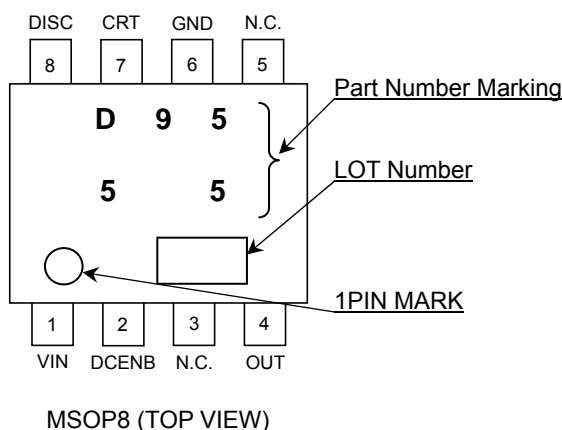 DISC CRT GND N.C.
8 7 6 5
Part Number Marking
D 9 5
LOT Number
5 5
1PIN MARK
1 2 3 4
VIN DCENB N.C. OUT
MSOP8 (TOP VIEW)